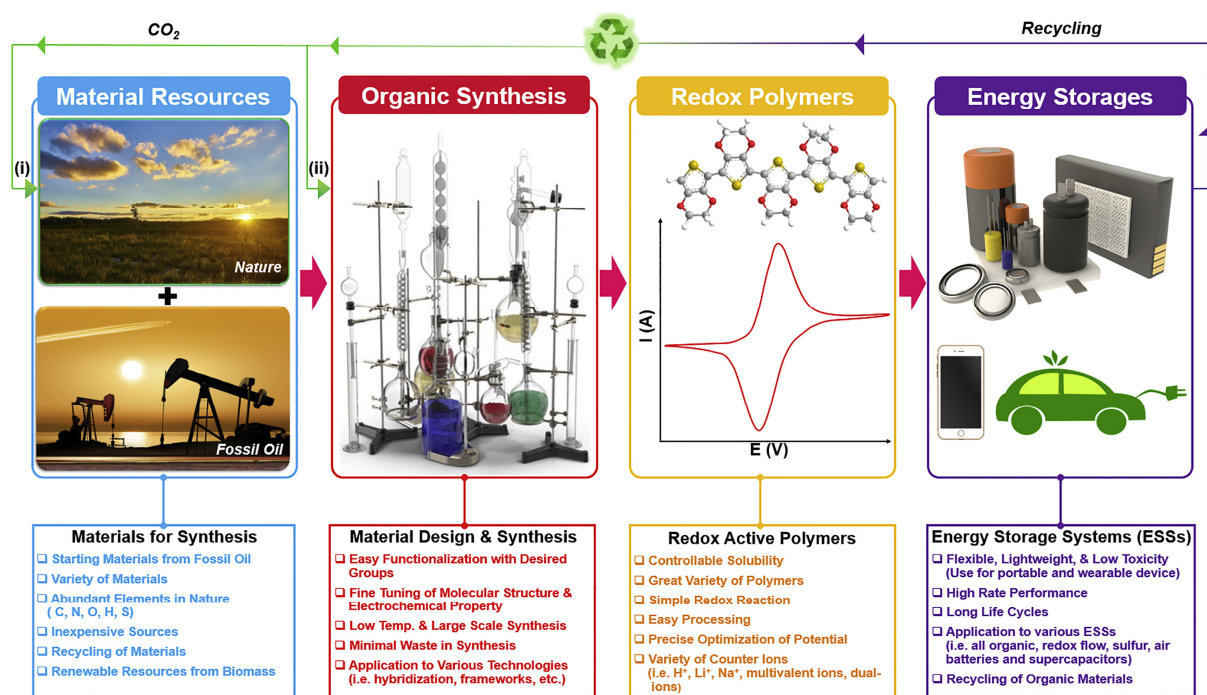 CO₂
Recycling
Material Resources
Organic Synthesis
Redox Polymers
Energy Storages
(i)
Nature
+
Fossil Oil
(ii)
I (A)
E (V)
Materials for Synthesis
❑ Starting Materials from Fossil Oil
❑ Variety of Materials
❑ Abundant Elements in Nature
( C, N, O, H, S)
❑ Inexpensive Sources
❑ Recycling of Materials
❑ Renewable Resources from Biomass
Material Design & Synthesis
❑ Easy Functionalization with Desired
Groups
❑ Fine Tuning of Molecular Structure &
Electrochemical Property
❑ Low Temp. & Large Scale Synthesis
❑ Minimal Waste in Synthesis
❑ Application to Various Technologies
(i.e. hybridization, frameworks, etc.)
Redox Active Polymers
❑ Controllable Solubility
❑ Great Variety of Polymers
❑ Simple Redox Reaction
❑ Easy Processing
❑ Precise Optimization of Potential
❑ Variety of Counter Ions
(i.e. H⁺, Li⁺, Na⁺, multivalent ions, dual-
ions)
Energy Storage Systems (ESSs)
❑ Flexible, Lightweight, & Low Toxicity
(Use for portable and wearable device)
❑ High Rate Performance
❑ Long Life Cycles
❑ Application to various ESSs
(i.e. all organic, redox flow, sulfur, air
batteries and supercapacitors)
❑ Recycling of Organic Materials